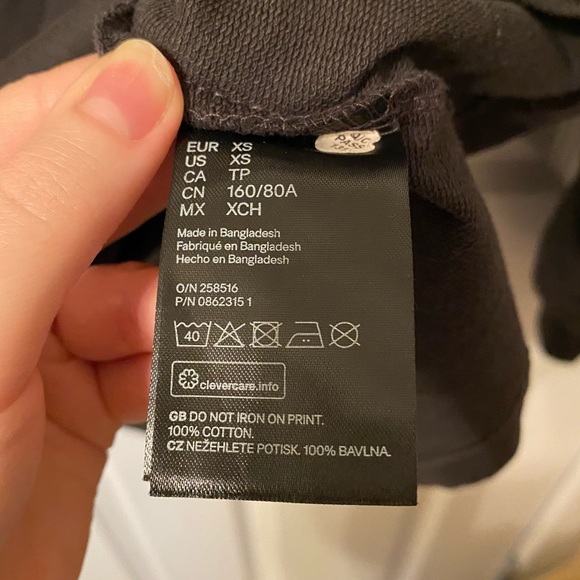 Q/C
PASS
EUR XS
US XS
CA TP
CN 160/80A
MX XCH
Made in Bangladesh
Fabriqué en Bangladesh
Hecho en Bangladesh
O/N 258516
P/N 0862315 1
40
clevercare.info
GB DO NOT IRON ON PRINT.
100% COTTON.
CZ NEŽEHLETE POTISK. 100% BAVLNA.